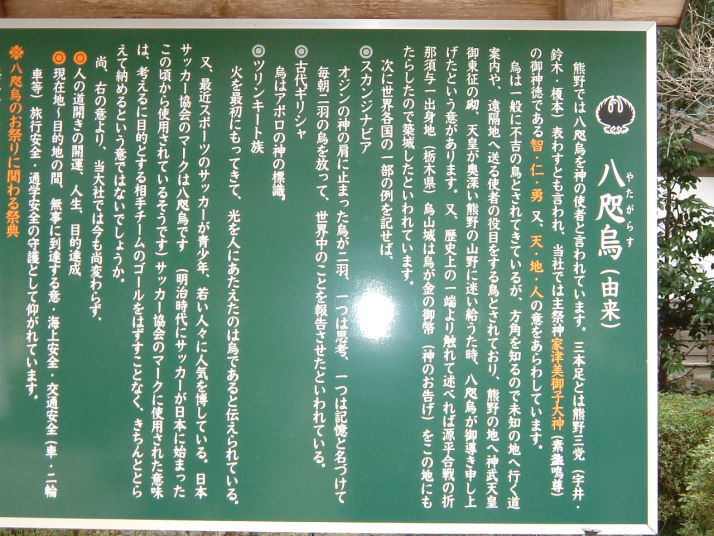 八咫烏(由来)
やたがらす
熊野では八咫烏を神の使者と言われています。三本足とは熊野三党(宇井・
鈴木・榎本)表わすとも言われ、当社では主祭神家津美御子大神(素盞嗚尊)
の御神徳である智・仁・勇 又、天・地・人の意をあらわしています。
烏は一般に不吉の鳥とされてきているが、方角を知るので未知の地へ行く道
案内や、遠隔地へ送る使者の役目をする鳥とされており、熊野の地へ神武天皇
御東征の砌、天皇が奥深い熊野の山野に迷い給うた時、八咫烏が御導き申し上
げたという意があります。又、歴史上の一端より触れて述べれば源平合戦の折
那須与一出身地(栃木県)烏山城は烏が金の御幣(神のお告げ)をこの地にも
たらしたので築城したといわれています。
次に世界各国の一部の例を記せば、
◎スカンジナビア
オジンの神の肩に止まった烏が二羽、一つは思考、一つは記憶と名づけて
毎朝二羽の烏を放って、世界中のことを報告させたといわれている。
◎古代ギリシャ
烏はアポロの神の標識。
◎ツリンキート族
火を最初にもってきて、光を人にあたえたのは烏であると伝えられている。
又、最近スポーツのサッカーが青少年、若い人々に人気を博している。日本
サッカー協会のマークは八咫烏です (明治時代にサッカーが日本に始まった
この頃から使用されているそうです)サッカー協会のマークに使用された意味
は、考えるに目的とする相手チームのゴールをはずすことなく、きちんととら
えて納めるという意ではないでしょうか。
尚、右の意より、当大社では今も尚変わらず、
◎人の道開きの開運、人生、目的達成
◎現在地〜目的地の間、無事に到達する意・海上安全・交通安全(車・二輪
車等)旅行安全・通学安全の守護として仰がれています。
※八咫烏のお祭りに関わる祭典